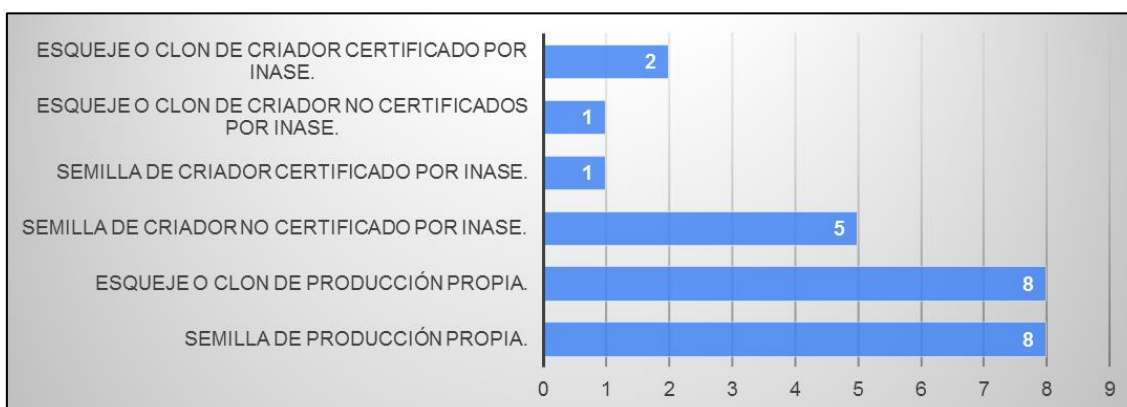 ESQUEJE O CLON DE CRIADOR CERTIFICADO POR
INASE.
2
ESQUEJE O CLON DE CRIADOR NO CERTIFICADOS
POR INASE.
1
SEMILLA DE CRIADOR CERTIFICADO POR INASE.
1
SEMILLA DE CRIADOR NO CERTIFICADO POR INASE.
5
ESQUEJE O CLON DE PRODUCCIÓN PROPIA.
8
SEMILLA DE PRODUCCIÓN PROPIA.
8
0 1 2 3 4 5 6 7 8 9